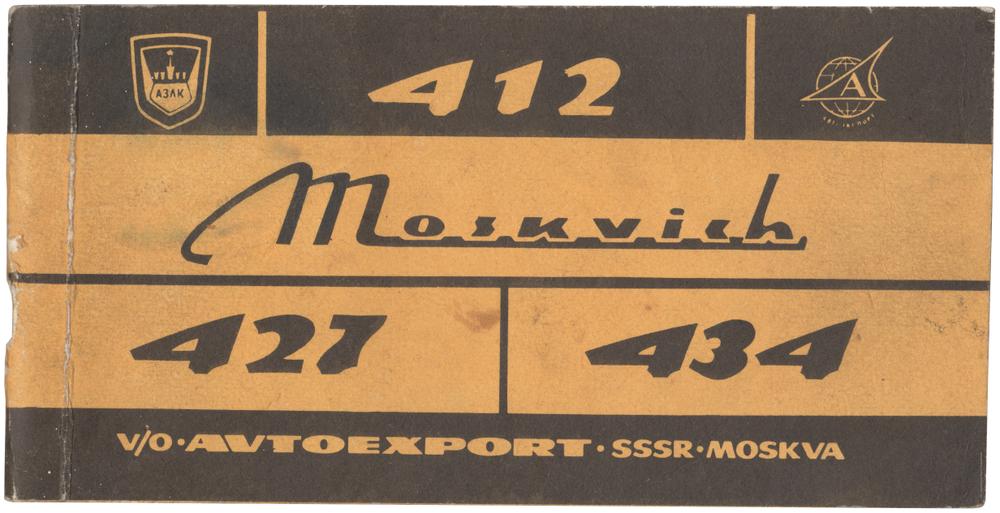 АЗЛК
412
А
Moskvich
427
434
V/O·AVTOEXPORT·SSSR·MOSKVA